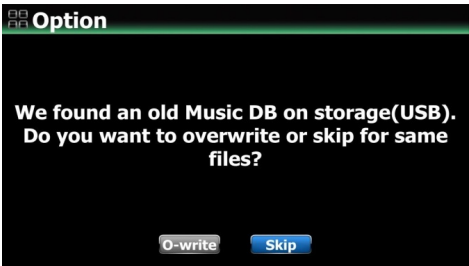 Option
We found an old Music DB on storage(USB).
Do you want to overwrite or skip for same
files?
O-write Skip